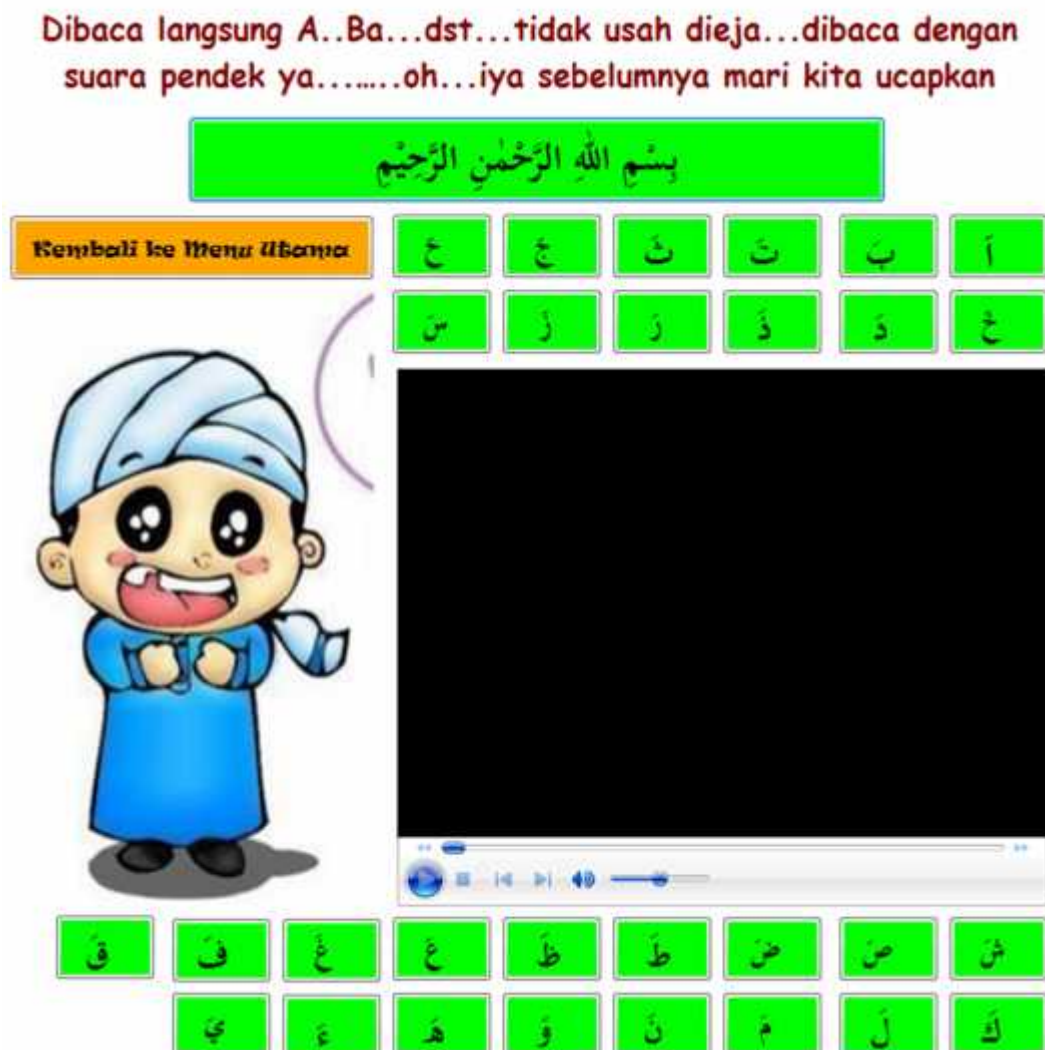 Dibaca langsung A..Ba...dst...tidak usah dieja...dibaca dengan
suara pendek ya.........oh...iya sebelumnya mari kita ucapkan
بِسْمِ اللهِ الرَّحْمٰنِ الرَّحِيْمِ
Kembali ke Menu Utama
اَ بَ تَ ثَ جَ حَ
خَ دَ ذَ رَ زَ سَ
شَ صَ ضَ طَ ظَ عَ غَ فَ قَ
كَ لَ مَ نَ وَ هَ ءَ يَ